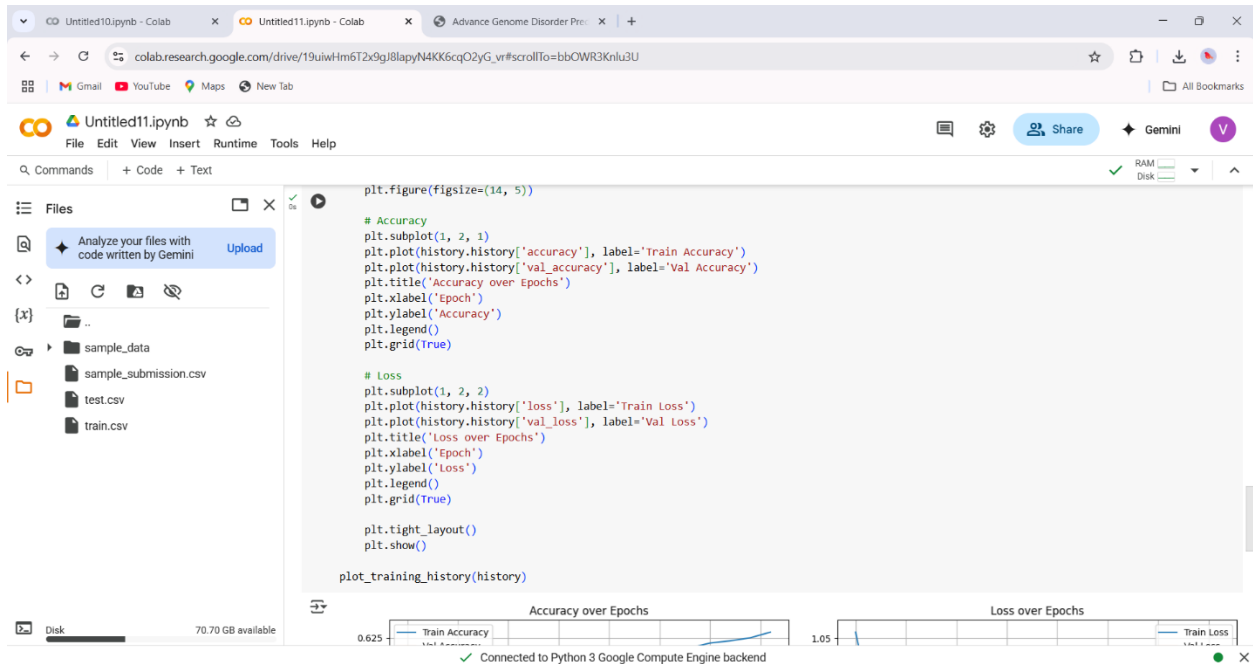 Untitled10.ipynb - Colab
Untitled11.ipynb - Colab
Advance Genome Disorder Prec
colab.research.google.com/drive/19uiwHm6T2x9gJ8lapyN4KK6cqO2yG_vr#scrollTo=bbOWR3Knlu3U
Gmail YouTube Maps New Tab All Bookmarks
CO Untitled11.ipynb
Share Gemini V
File Edit View Insert Runtime Tools Help
Commands + Code + Text
RAM
Disk
Files
Analyze your files with
code written by Gemini
Upload
{x}
..
sample_data
sample_submission.csv
test.csv
train.csv
Disk 70.70 GB available
0s
plt.figure(figsize=(14, 5))
# Accuracy
plt.subplot(1, 2, 1)
plt.plot(history.history['accuracy'], label='Train Accuracy')
plt.plot(history.history['val_accuracy'], label='Val Accuracy')
plt.title('Accuracy over Epochs')
plt.xlabel('Epoch')
plt.ylabel('Accuracy')
plt.legend()
plt.grid(True)
# Loss
plt.subplot(1, 2, 2)
plt.plot(history.history['loss'], label='Train Loss')
plt.plot(history.history['val_loss'], label='Val Loss')
plt.title('Loss over Epochs')
plt.xlabel('Epoch')
plt.ylabel('Loss')
plt.legend()
plt.grid(True)
plt.tight_layout()
plt.show()
plot_training_history(history)
Accuracy over Epochs
0.625
Train Accuracy
Loss over Epochs
1.05
Train Loss
Connected to Python 3 Google Compute Engine backend